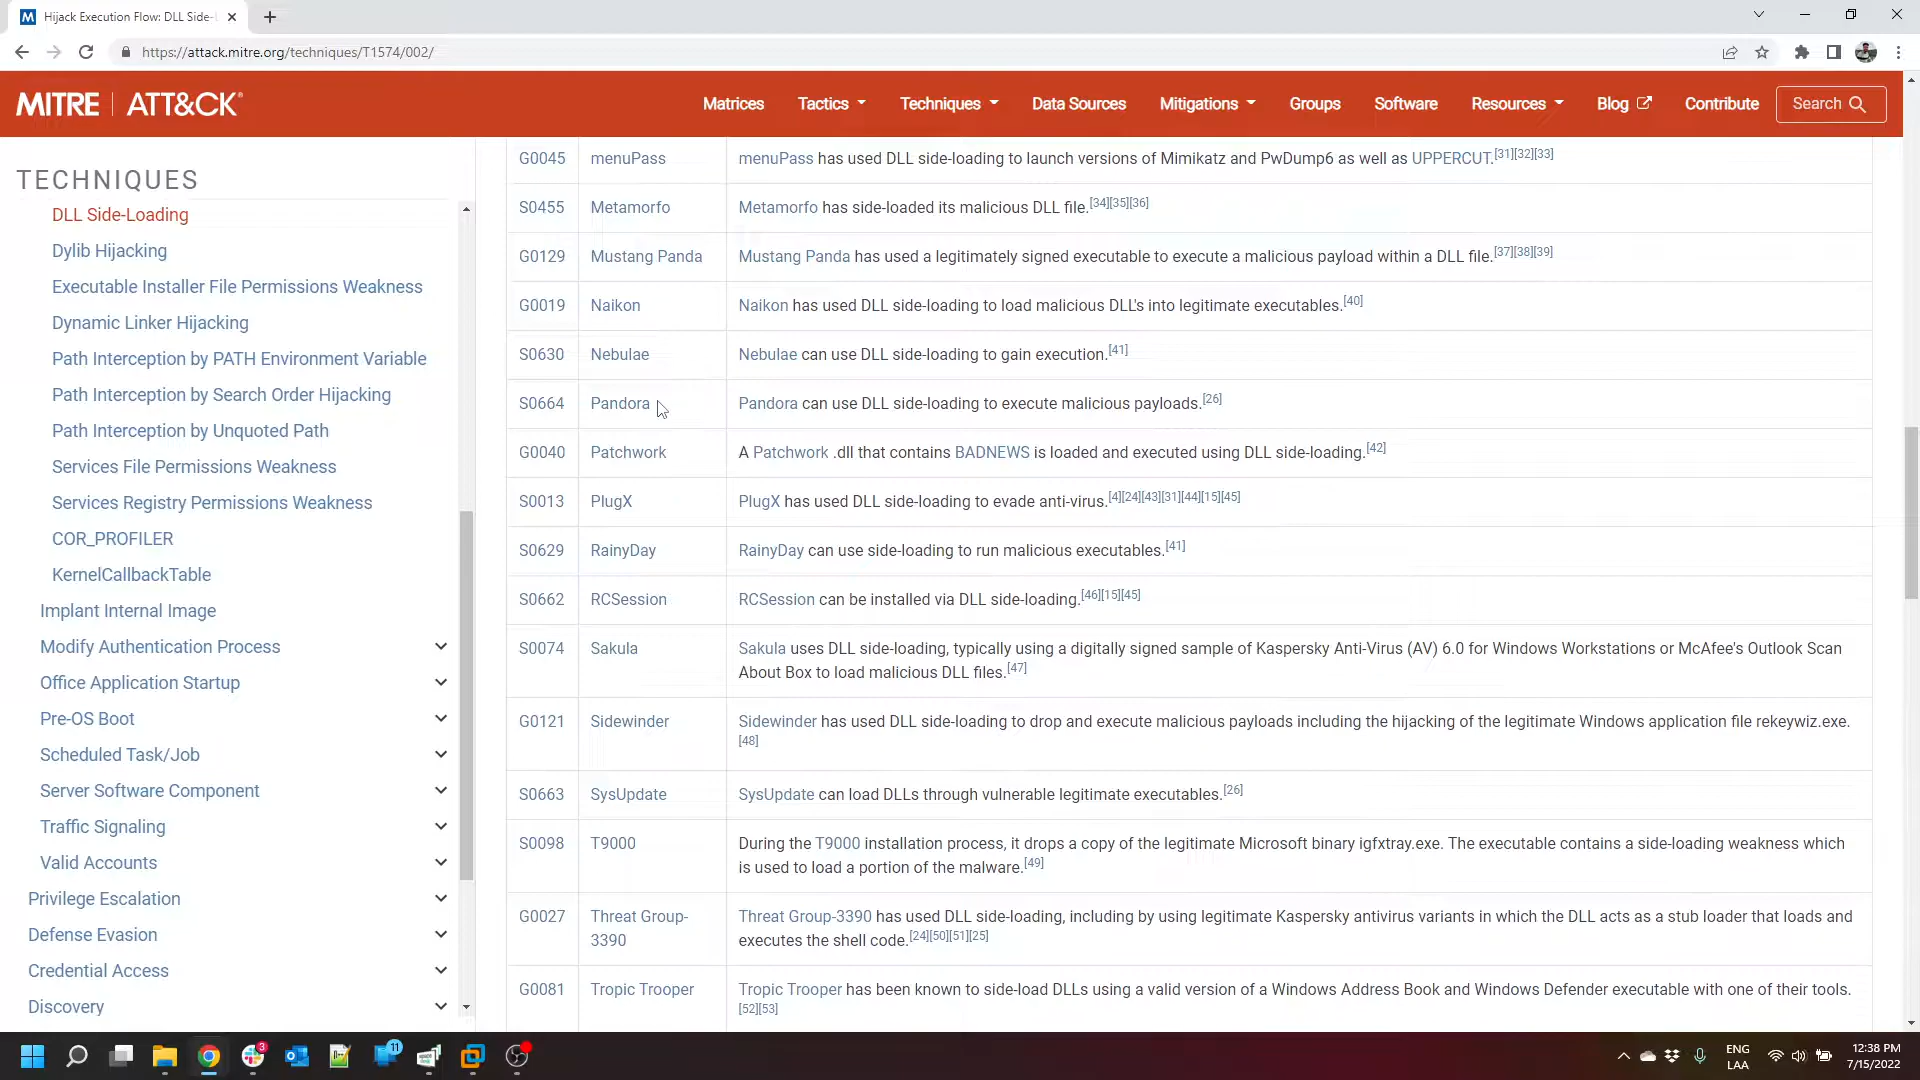 Hijack Execution Flow: DLL Side-L
https://attack.mitre.org/techniques/T1574/002/
MITRE | ATT&CK®
Matrices Tactics Techniques Data Sources Mitigations Groups Software Resources Blog Contribute Search
TECHNIQUES
DLL Side-Loading
Dylib Hijacking
Executable Installer File Permissions Weakness
Dynamic Linker Hijacking
Path Interception by PATH Environment Variable
Path Interception by Search Order Hijacking
Path Interception by Unquoted Path
Services File Permissions Weakness
Services Registry Permissions Weakness
COR_PROFILER
KernelCallbackTable
Implant Internal Image
Modify Authentication Process
Office Application Startup
Pre-OS Boot
Scheduled Task/Job
Server Software Component
Traffic Signaling
Valid Accounts
Privilege Escalation
Defense Evasion
Credential Access
Discovery
G0045 menuPass menuPass has used DLL side-loading to launch versions of Mimikatz and PwDump6 as well as UPPERCUT.[31][32][33]
S0455 Metamorfo Metamorfo has side-loaded its malicious DLL file.[34][35][36]
G0129 Mustang Panda Mustang Panda has used a legitimately signed executable to execute a malicious payload within a DLL file.[37][38][39]
G0019 Naikon Naikon has used DLL side-loading to load malicious DLL's into legitimate executables.[40]
S0630 Nebulae Nebulae can use DLL side-loading to gain execution.[41]
S0664 Pandora Pandora can use DLL side-loading to execute malicious payloads.[26]
G0040 Patchwork A Patchwork .dll that contains BADNEWS is loaded and executed using DLL side-loading.[42]
S0013 PlugX PlugX has used DLL side-loading to evade anti-virus.[4][24][43][31][44][15][45]
S0629 RainyDay RainyDay can use side-loading to run malicious executables.[41]
S0662 RCSession RCSession can be installed via DLL side-loading.[46][15][45]
S0074 Sakula Sakula uses DLL side-loading, typically using a digitally signed sample of Kaspersky Anti-Virus (AV) 6.0 for Windows Workstations or McAfee's Outlook Scan
About Box to load malicious DLL files.[47]
G0121 Sidewinder Sidewinder has used DLL side-loading to drop and execute malicious payloads including the hijacking of the legitimate Windows application file rekeywiz.exe.
[48]
S0663 SysUpdate SysUpdate can load DLLs through vulnerable legitimate executables.[26]
S0098 T9000 During the T9000 installation process, it drops a copy of the legitimate Microsoft binary igfxtray.exe. The executable contains a side-loading weakness which
is used to load a portion of the malware.[49]
G0027 Threat Group- Threat Group-3390 has used DLL side-loading, including by using legitimate Kaspersky antivirus variants in which the DLL acts as a stub loader that loads and
3390 executes the shell code.[24][50][51][25]
G0081 Tropic Trooper Tropic Trooper has been known to side-load DLLs using a valid version of a Windows Address Book and Windows Defender executable with one of their tools.
[52][53]
3
11
ENG
LAA
12:38 PM
7/15/2022